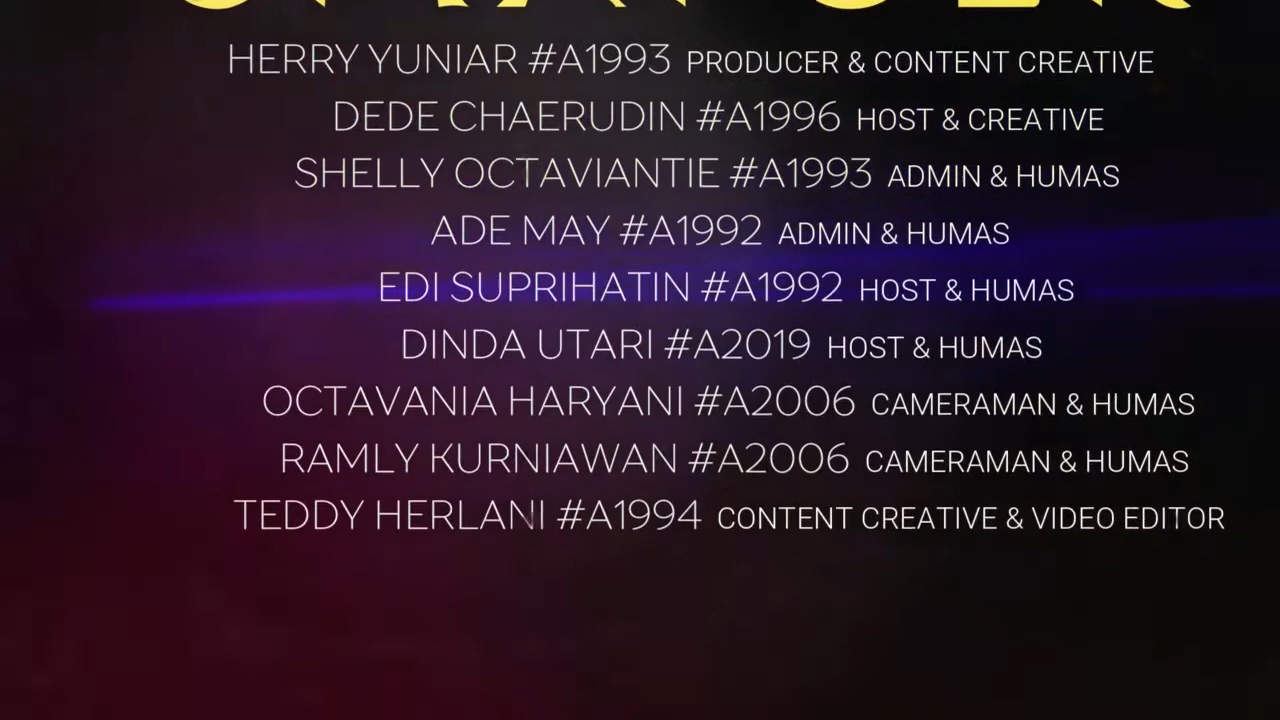 HERRY YUNIAR #A1993 PRODUCER & CONTENT CREATIVE
DEDE CHAERUDIN #A1996 HOST & CREATIVE
SHELLY OCTAVIANTIE #A1993 ADMIN & HUMAS
ADE MAY #A1992 ADMIN & HUMAS
EDI SUPRIHATIN #A1992 HOST & HUMAS
DINDA UTARI #A2019 HOST & HUMAS
OCTAVANIA HARYANI #A2006 CAMERAMAN & HUMAS
RAMLY KURNIAWAN #A2006 CAMERAMAN & HUMAS
TEDDY HERLANI #A1994 CONTENT CREATIVE & VIDEO EDITOR